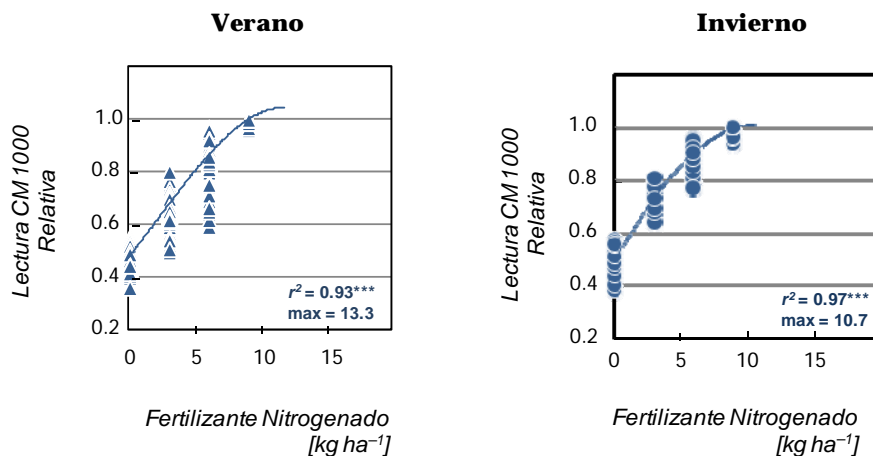 Verano
Lectura CM 1000
Relativa
1.0
0.8
0.6
0.4
0.2
r² = 0.93***
max = 13.3
0 5 10 15
Fertilizante Nitrogenado
[kg ha⁻¹]
Invierno
Lectura CM 1000
Relativa
1.0
0.8
0.6
0.4
0.2
r² = 0.97***
max = 10.7
0 5 10 15
Fertilizante Nitrogenado
[kg ha⁻¹]